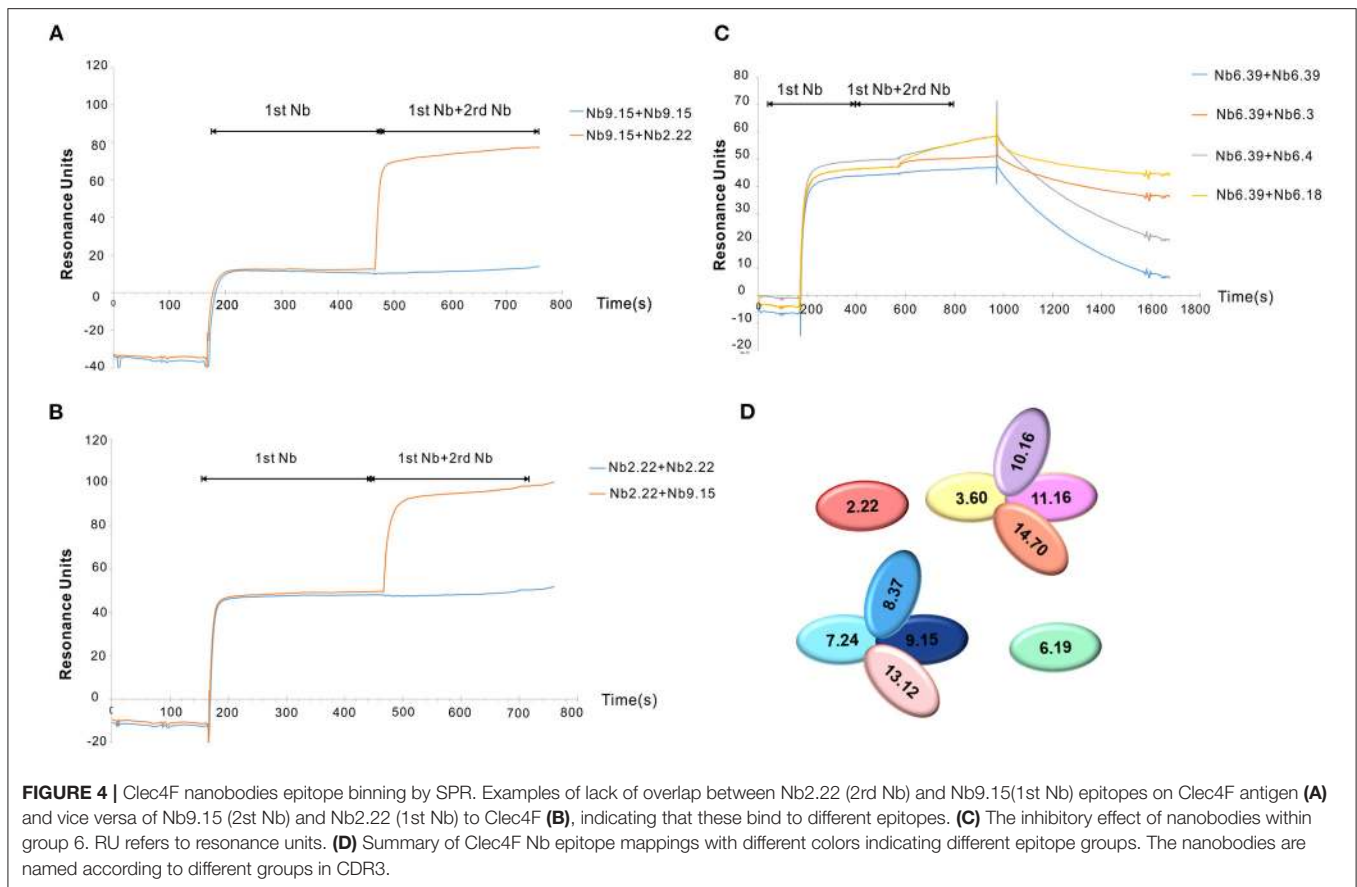 A
120
100
80
60
40
20
0
-20
-40
Resonance Units
0 100 200 300 400 500 600 700 800
Time(s)
1st Nb
1st Nb+2rd Nb
Nb9.15+Nb9.15
Nb9.15+Nb2.22
C
80
70
60
50
40
30
20
10
0
-10
-20
Resonance Units
0 200 400 600 800 1000 1200 1400 1600 1800
Time(s)
1st Nb
1st Nb+2rd Nb
Nb6.39+Nb6.39
Nb6.39+Nb6.3
Nb6.39+Nb6.4
Nb6.39+Nb6.18
B
120
100
80
60
40
20
0
-20
Resonance Units
0 100 200 300 400 500 600 700 800
Time(s)
1st Nb
1st Nb+2rd Nb
Nb2.22+Nb2.22
Nb2.22+Nb9.15
D
10.16
2.22
3.60
11.16
14.70
8.37
7.24
9.15
6.19
13.12
FIGURE 4 | Clec4F nanobodies epitope binning by SPR. Examples of lack of overlap between Nb2.22 (2rd Nb) and Nb9.15(1st Nb) epitopes on Clec4F antigen (A)
and vice versa of Nb9.15 (2st Nb) and Nb2.22 (1st Nb) to Clec4F (B), indicating that these bind to different epitopes. (C) The inhibitory effect of nanobodies within
group 6. RU refers to resonance units. (D) Summary of Clec4F Nb epitope mappings with different colors indicating different epitope groups. The nanobodies are
named according to different groups in CDR3.